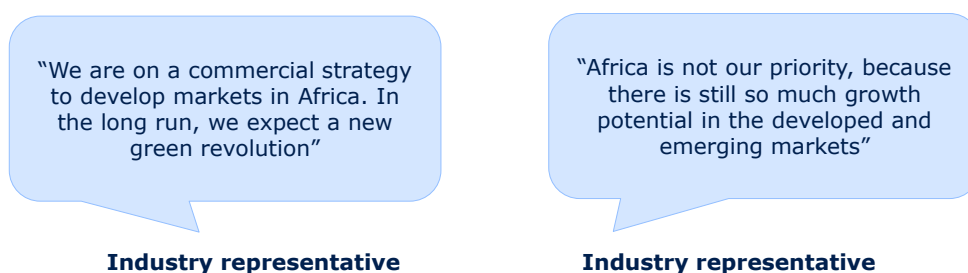 “We are on a commercial strategy
to develop markets in Africa. In
the long run, we expect a new
green revolution”
Industry representative
“Africa is not our priority, because
there is still so much growth
potential in the developed and
emerging markets”
Industry representative